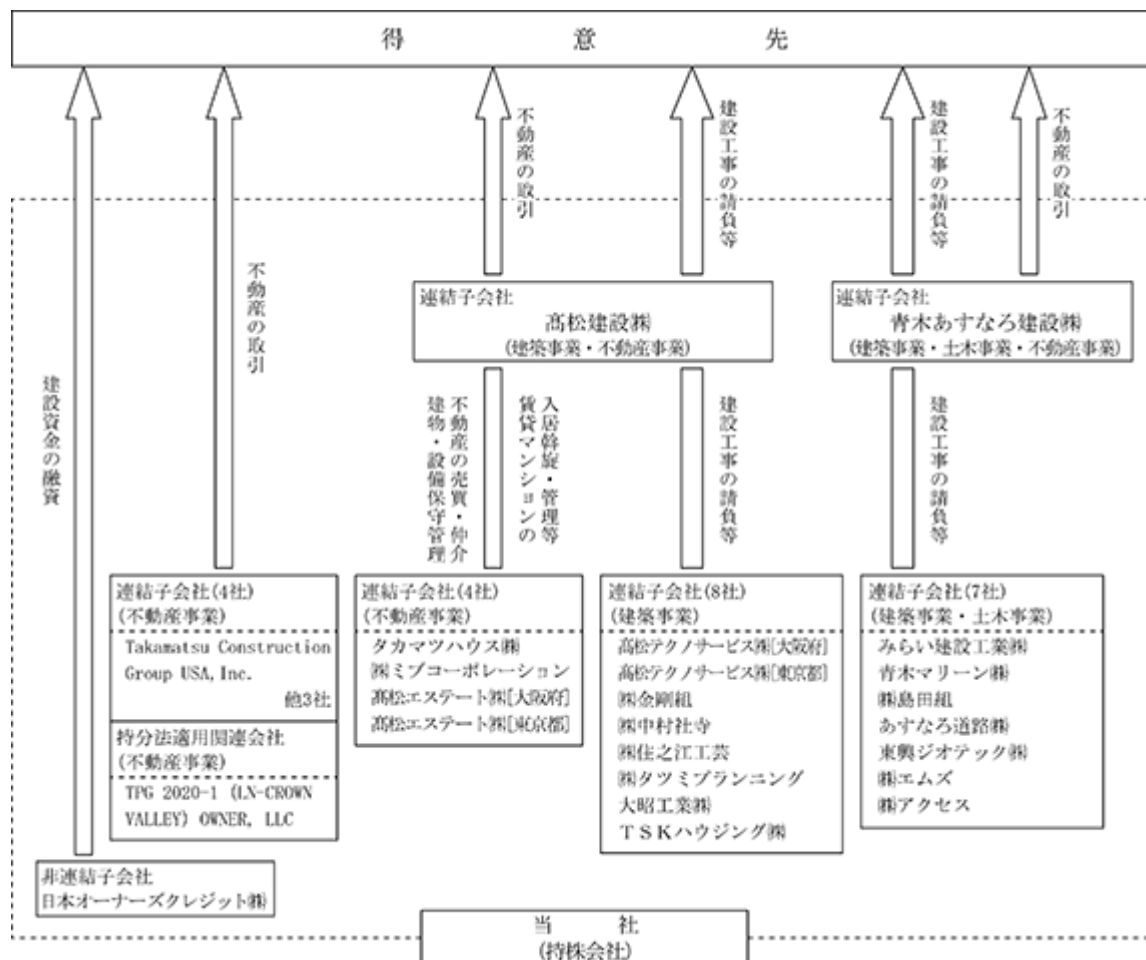 得意先
不動産の取引
建設工事の請負等
建設工事の請負等
不動産の取引
不動産の取引
建設資金の融資
連結子会社
髙松建設㈱
(建築事業・不動産事業)
連結子会社
青木あすなろ建設㈱
(建築事業・土木事業・不動産事業)
入居斡旋・管理等
賃貸マンションの
不動産の売買・仲介
建物・設備保守管理
建設工事の請負等
建設工事の請負等
連結子会社(4社)
(不動産事業)
Takamatsu Construction
Group USA, Inc.
他3社
持分法適用関連会社
(不動産事業)
TPG 2020-1 (LN-CROWN
VALLEY) OWNER, LLC
連結子会社(4社)
(不動産事業)
タカマツハウス㈱
㈱ミブコーポレーション
髙松エステート㈱[大阪府]
髙松エステート㈱[東京都]
連結子会社(8社)
(建築事業)
髙松テクノサービス㈱[大阪府]
髙松テクノサービス㈱[東京都]
㈱金剛組
㈱中村社寺
㈱住之江工芸
㈱タツミプランニング
大昭工業㈱
TSKハウジング㈱
連結子会社(7社)
(建築事業・土木事業)
みらい建設工業㈱
青木マリーン㈱
㈱島田組
あすなろ道路㈱
東興ジオテック㈱
㈱エムズ
㈱アクセス
非連結子会社
日本オーナーズクレジット㈱
当社
(持株会社)